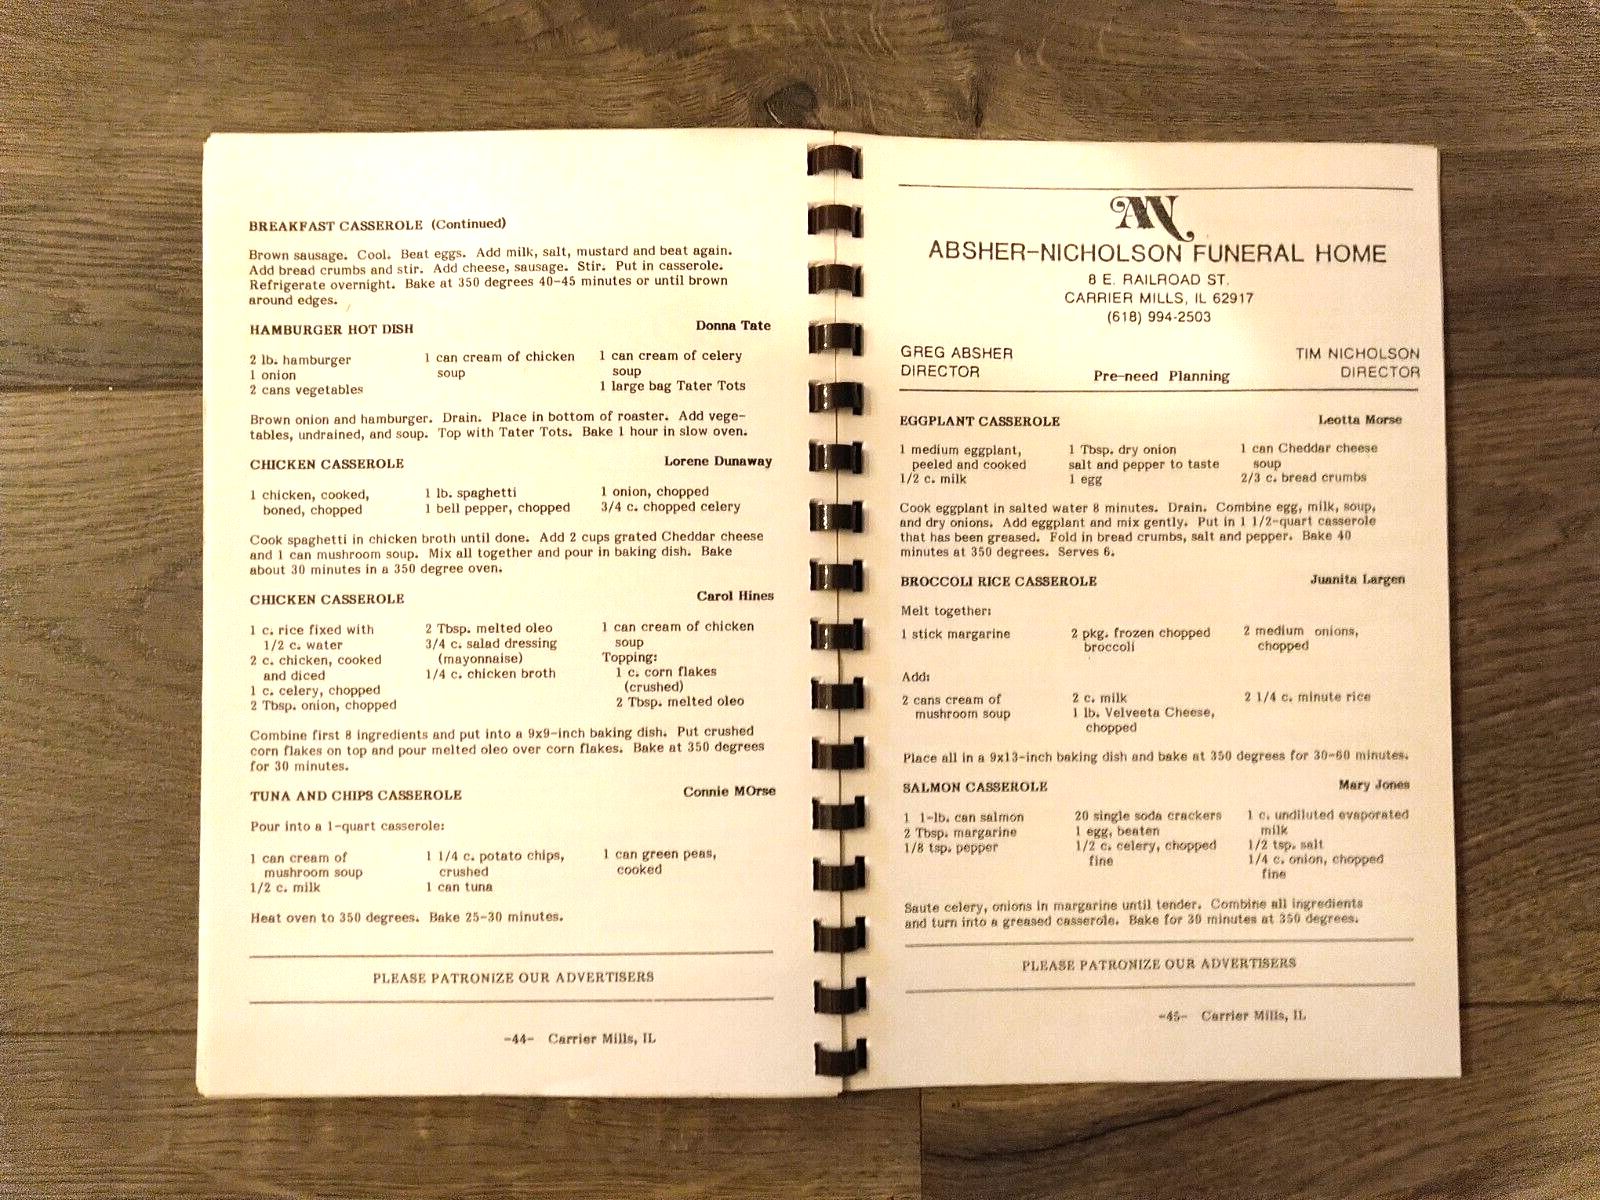 BREAKFAST CASSEROLE (Continued)
Brown sausage. Cool. Beat eggs. Add milk, salt, mustard and beat again.
Add bread crumbs and stir. Add cheese, sausage. Stir. Put in casserole.
Refrigerate overnight. Bake at 350 degrees 40-45 minutes or until brown
around edges.
HAMBURGER HOT DISH Donna Tate
2 lb. hamburger 1 can cream of chicken 1 can cream of celery
1 onion soup soup
2 cans vegetables 1 large bag Tater Tots
Brown onion and hamburger. Drain. Place in bottom of roaster. Add vege-
tables, undrained, and soup. Top with Tater Tots. Bake 1 hour in slow oven.
CHICKEN CASSEROLE Lorene Dunaway
1 chicken, cooked, 1 lb. spaghetti 1 onion, chopped
boned, chopped 1 bell pepper, chopped 3/4 c. chopped celery
Cook spaghetti in chicken broth until done. Add 2 cups grated Cheddar cheese
and 1 can mushroom soup. Mix all together and pour in baking dish. Bake
about 30 minutes in a 350 degree oven.
CHICKEN CASSEROLE Carol Hines
1 c. rice fixed with 2 Tbsp. melted oleo 1 can cream of chicken
1/2 c. water 3/4 c. salad dressing soup
2 c. chicken, cooked (mayonnaise) Topping:
and diced 1/4 c. chicken broth 1 c. corn flakes
1 c. celery, chopped (crushed)
2 Tbsp. onion, chopped 2 Tbsp. melted oleo
Combine first 8 ingredients and put into a 9x9-inch baking dish. Put crushed
corn flakes on top and pour melted oleo over corn flakes. Bake at 350 degrees
for 30 minutes.
TUNA AND CHIPS CASSEROLE Connie MOrse
Pour into a 1-quart casserole:
1 can cream of 1 1/4 c. potato chips, 1 can green peas,
mushroom soup crushed cooked
1/2 c. milk 1 can tuna
Heat oven to 350 degrees. Bake 25-30 minutes.
PLEASE PATRONIZE OUR ADVERTISERS
-44- Carrier Mills, IL
AN
ABSHER-NICHOLSON FUNERAL HOME
8 E. RAILROAD ST.
CARRIER MILLS, IL 62917
(618) 994-2503
GREG ABSHER TIM NICHOLSON
DIRECTOR Pre-need Planning DIRECTOR
EGGPLANT CASSEROLE Leotta Morse
1 medium eggplant, 1 Tbsp. dry onion 1 can Cheddar cheese
peeled and cooked salt and pepper to taste soup
1/2 c. milk 1 egg 2/3 c. bread crumbs
Cook eggplant in salted water 8 minutes. Drain. Combine egg, milk, soup,
and dry onions. Add eggplant and mix gently. Put in 1 1/2-quart casserole
that has been greased. Fold in bread crumbs, salt and pepper. Bake 40
minutes at 350 degrees. Serves 6.
BROCCOLI RICE CASSEROLE Juanita Largen
Melt together:
1 stick margarine 2 pkg. frozen chopped 2 medium onions,
broccoli chopped
Add:
2 cans cream of 2 c. milk 2 1/4 c. minute rice
mushroom soup 1 lb. Velveeta Cheese,
chopped
Place all in a 9x13-inch baking dish and bake at 350 degrees for 30-60 minutes.
SALMON CASSEROLE Mary Jones
1 1-lb. can salmon 20 single soda crackers 1 c. undiluted evaporated
2 Tbsp. margarine 1 egg, beaten milk
1/8 tsp. pepper 1/2 c. celery, chopped 1/2 tsp. salt
fine 1/4 c. onion, chopped
fine
Saute celery, onions in margarine until tender. Combine all ingredients
and turn into a greased casserole. Bake for 30 minutes at 350 degrees.
PLEASE PATRONIZE OUR ADVERTISERS
-45- Carrier Mills, IL